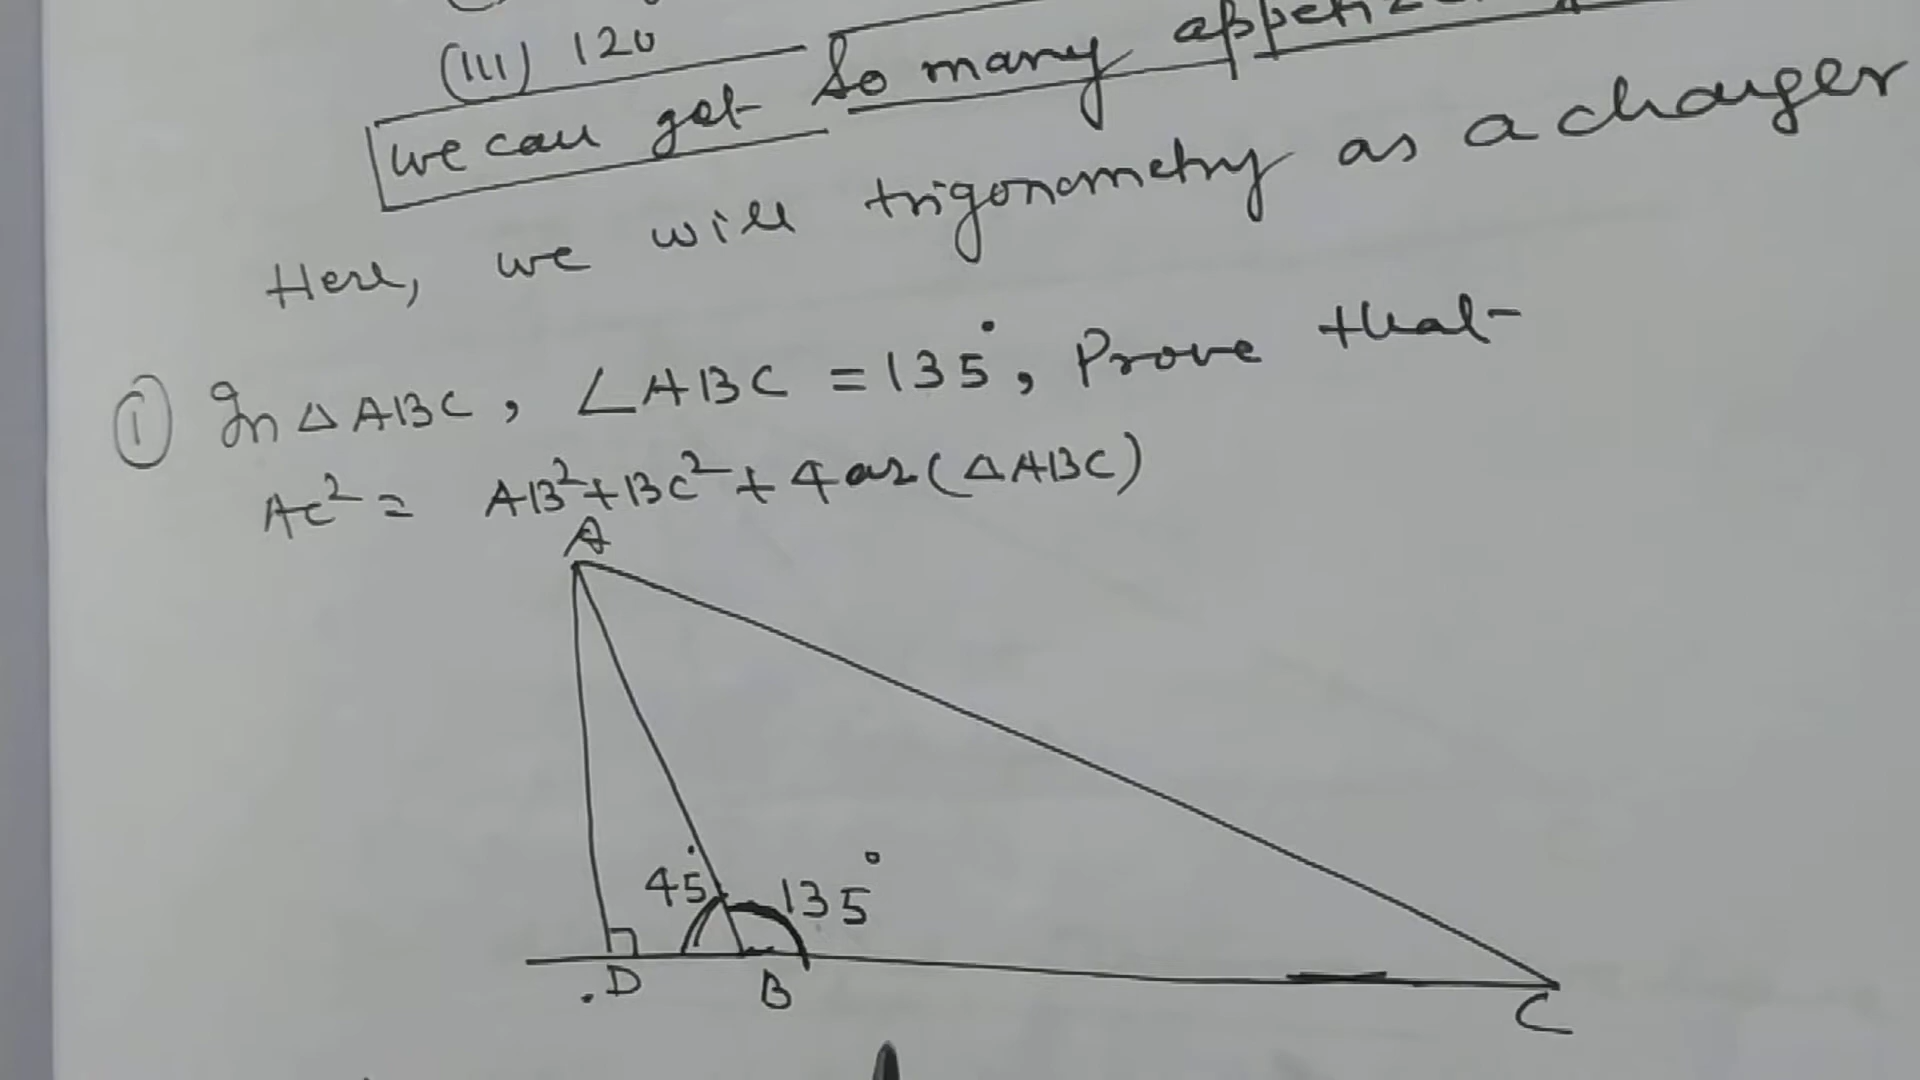 (III) 120
we can get so many
Here, we will trigonometry as a changer
① In △ABC, ∠ABC = 135°, Prove that
AC² = AB² + BC² + 4 ar(△ABC)
A
45° 135°
D B
C